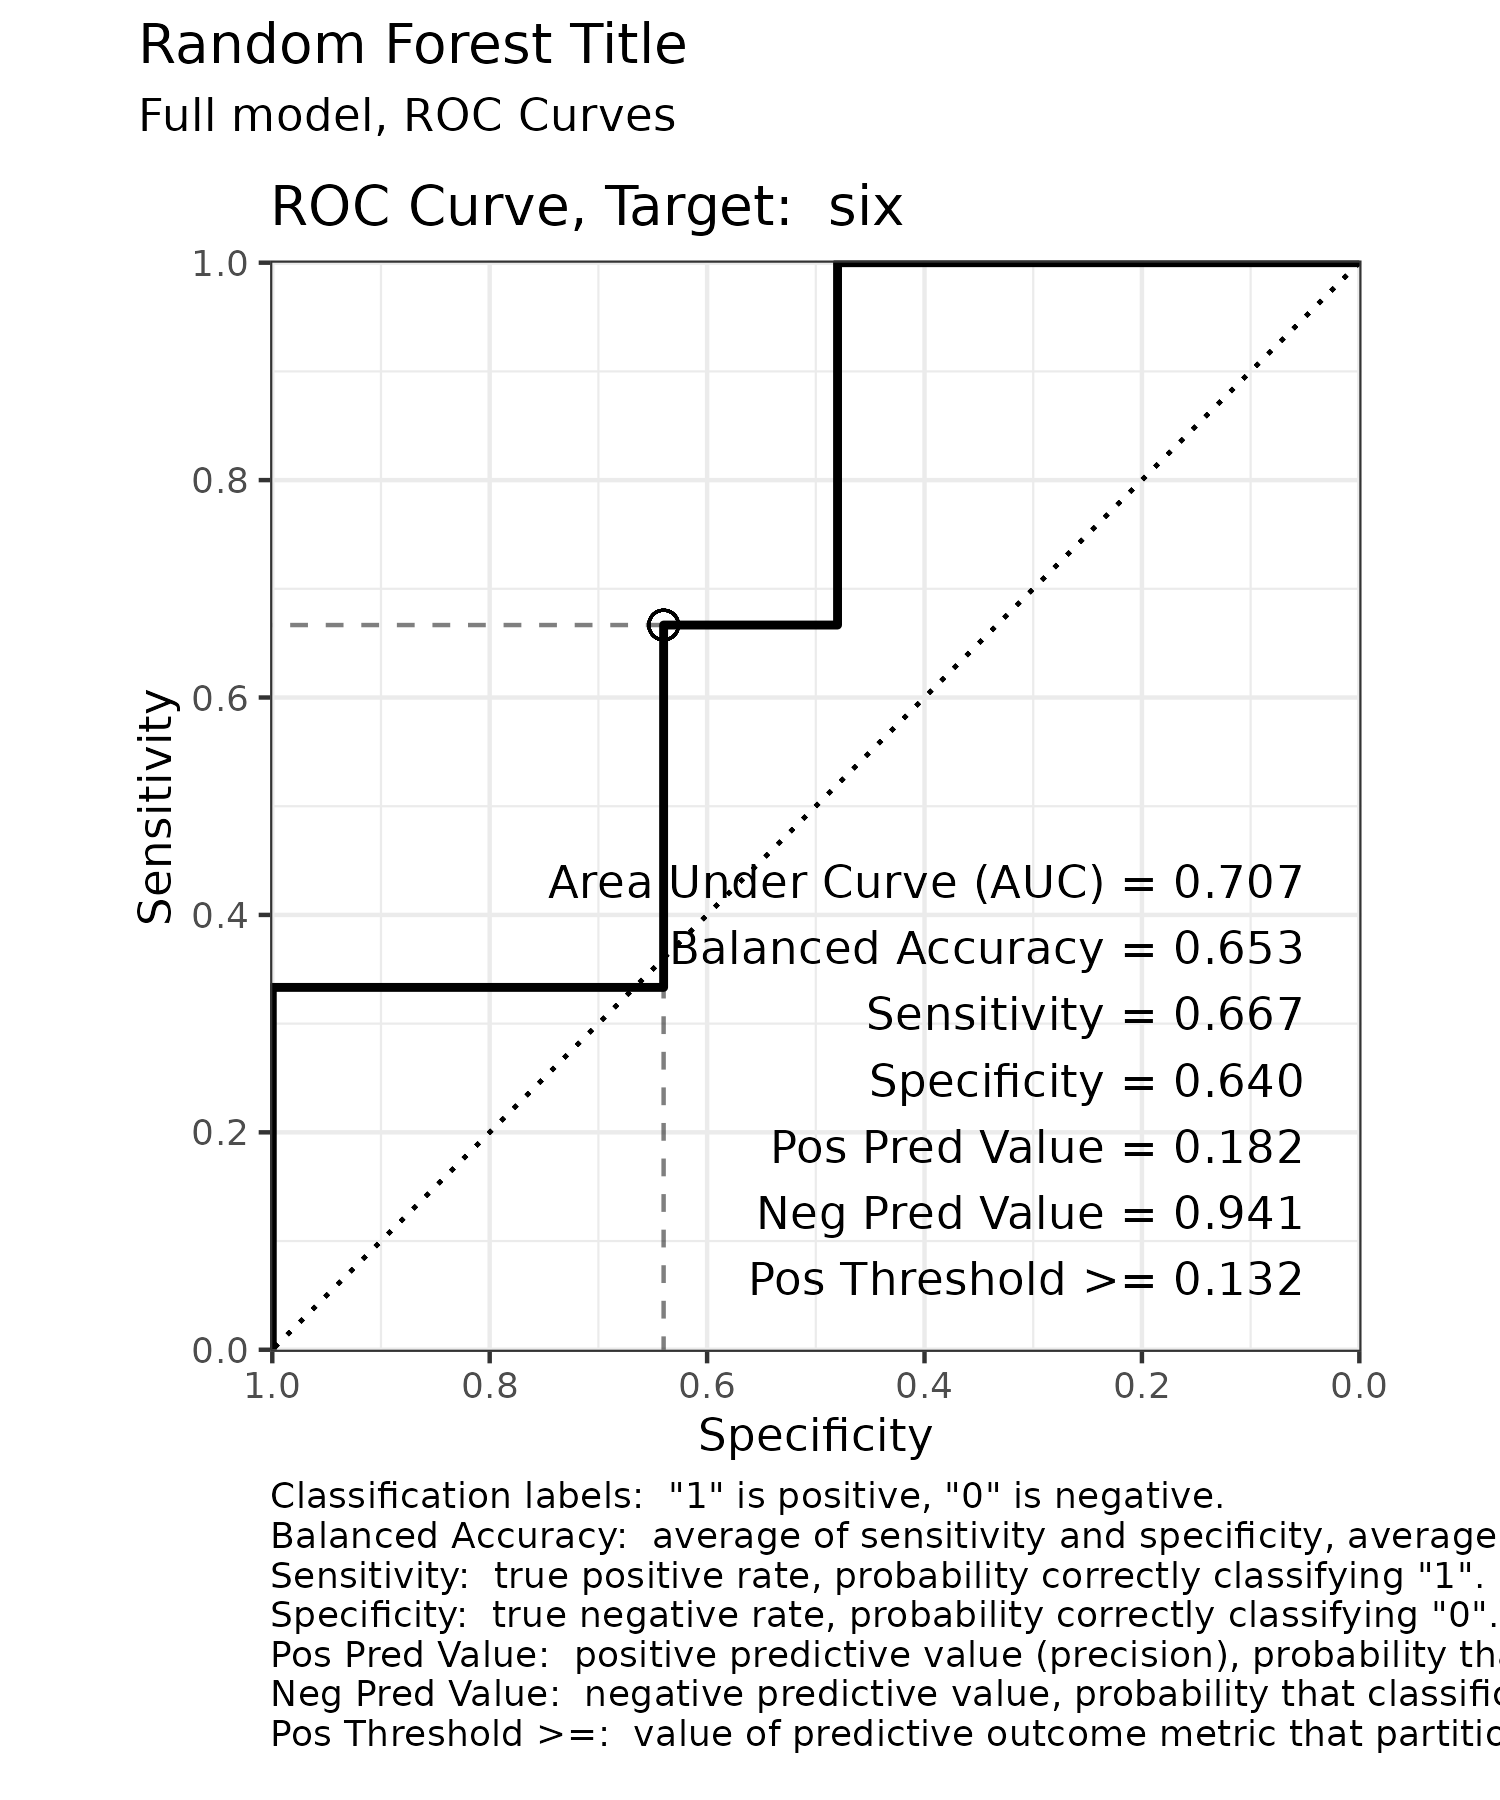 Random Forest Title
Full model, ROC Curves
ROC Curve, Target:  six
1.0
0.8
0.6
0.4
0.2
0.0
Sensitivity
Area Under Curve (AUC) = 0.707
Balanced Accuracy = 0.653
Sensitivity = 0.667
Specificity = 0.640
Pos Pred Value = 0.182
Neg Pred Value = 0.941
Pos Threshold >= 0.132
1.0 0.8 0.6 0.4 0.2 0.0
Specificity
Classification labels:  "1" is positive, "0" is negative.
Balanced Accuracy:  average of sensitivity and specificity, average
Sensitivity:  true positive rate, probability correctly classifying "1".
Specificity:  true negative rate, probability correctly classifying "0".
Pos Pred Value:  positive predictive value (precision), probability
Neg Pred Value:  negative predictive value, probability that
Pos Threshold >=:  value of predictive outcome metric that